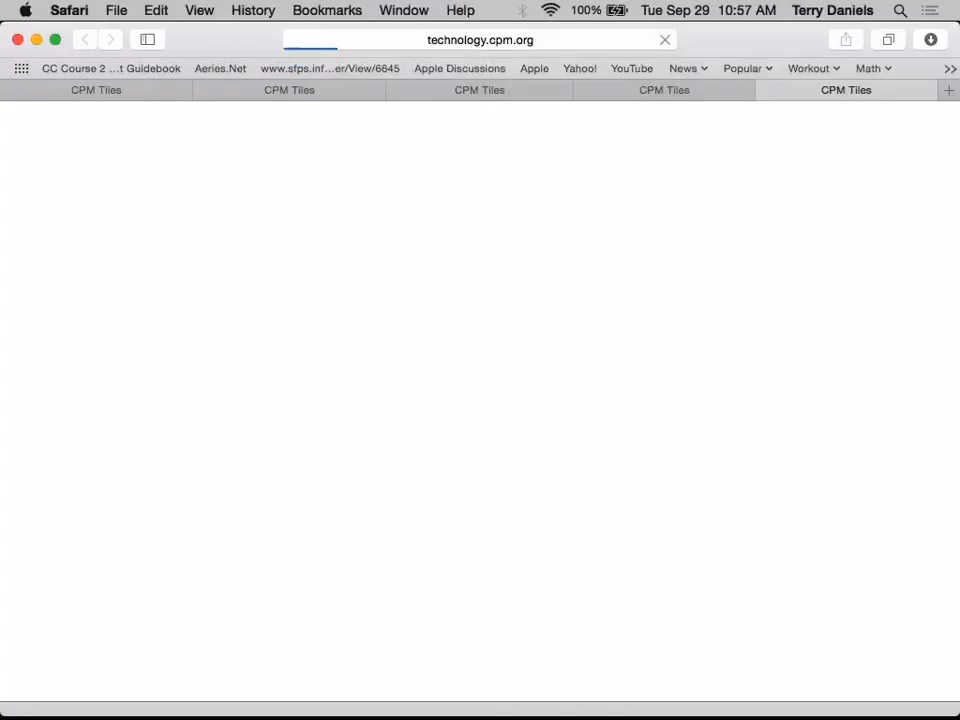 Safari File Edit View History Bookmarks Window Help 100% Tue Sep 29 10:57 AM Terry Daniels
technology.cpm.org
CC Course 2 ...t Guidebook Aeries.Net www.sfps.inf...er/View/6645 Apple Discussions Apple Yahoo! YouTube News Popular Workout Math >>
CPM Tiles CPM Tiles CPM Tiles CPM Tiles CPM Tiles +